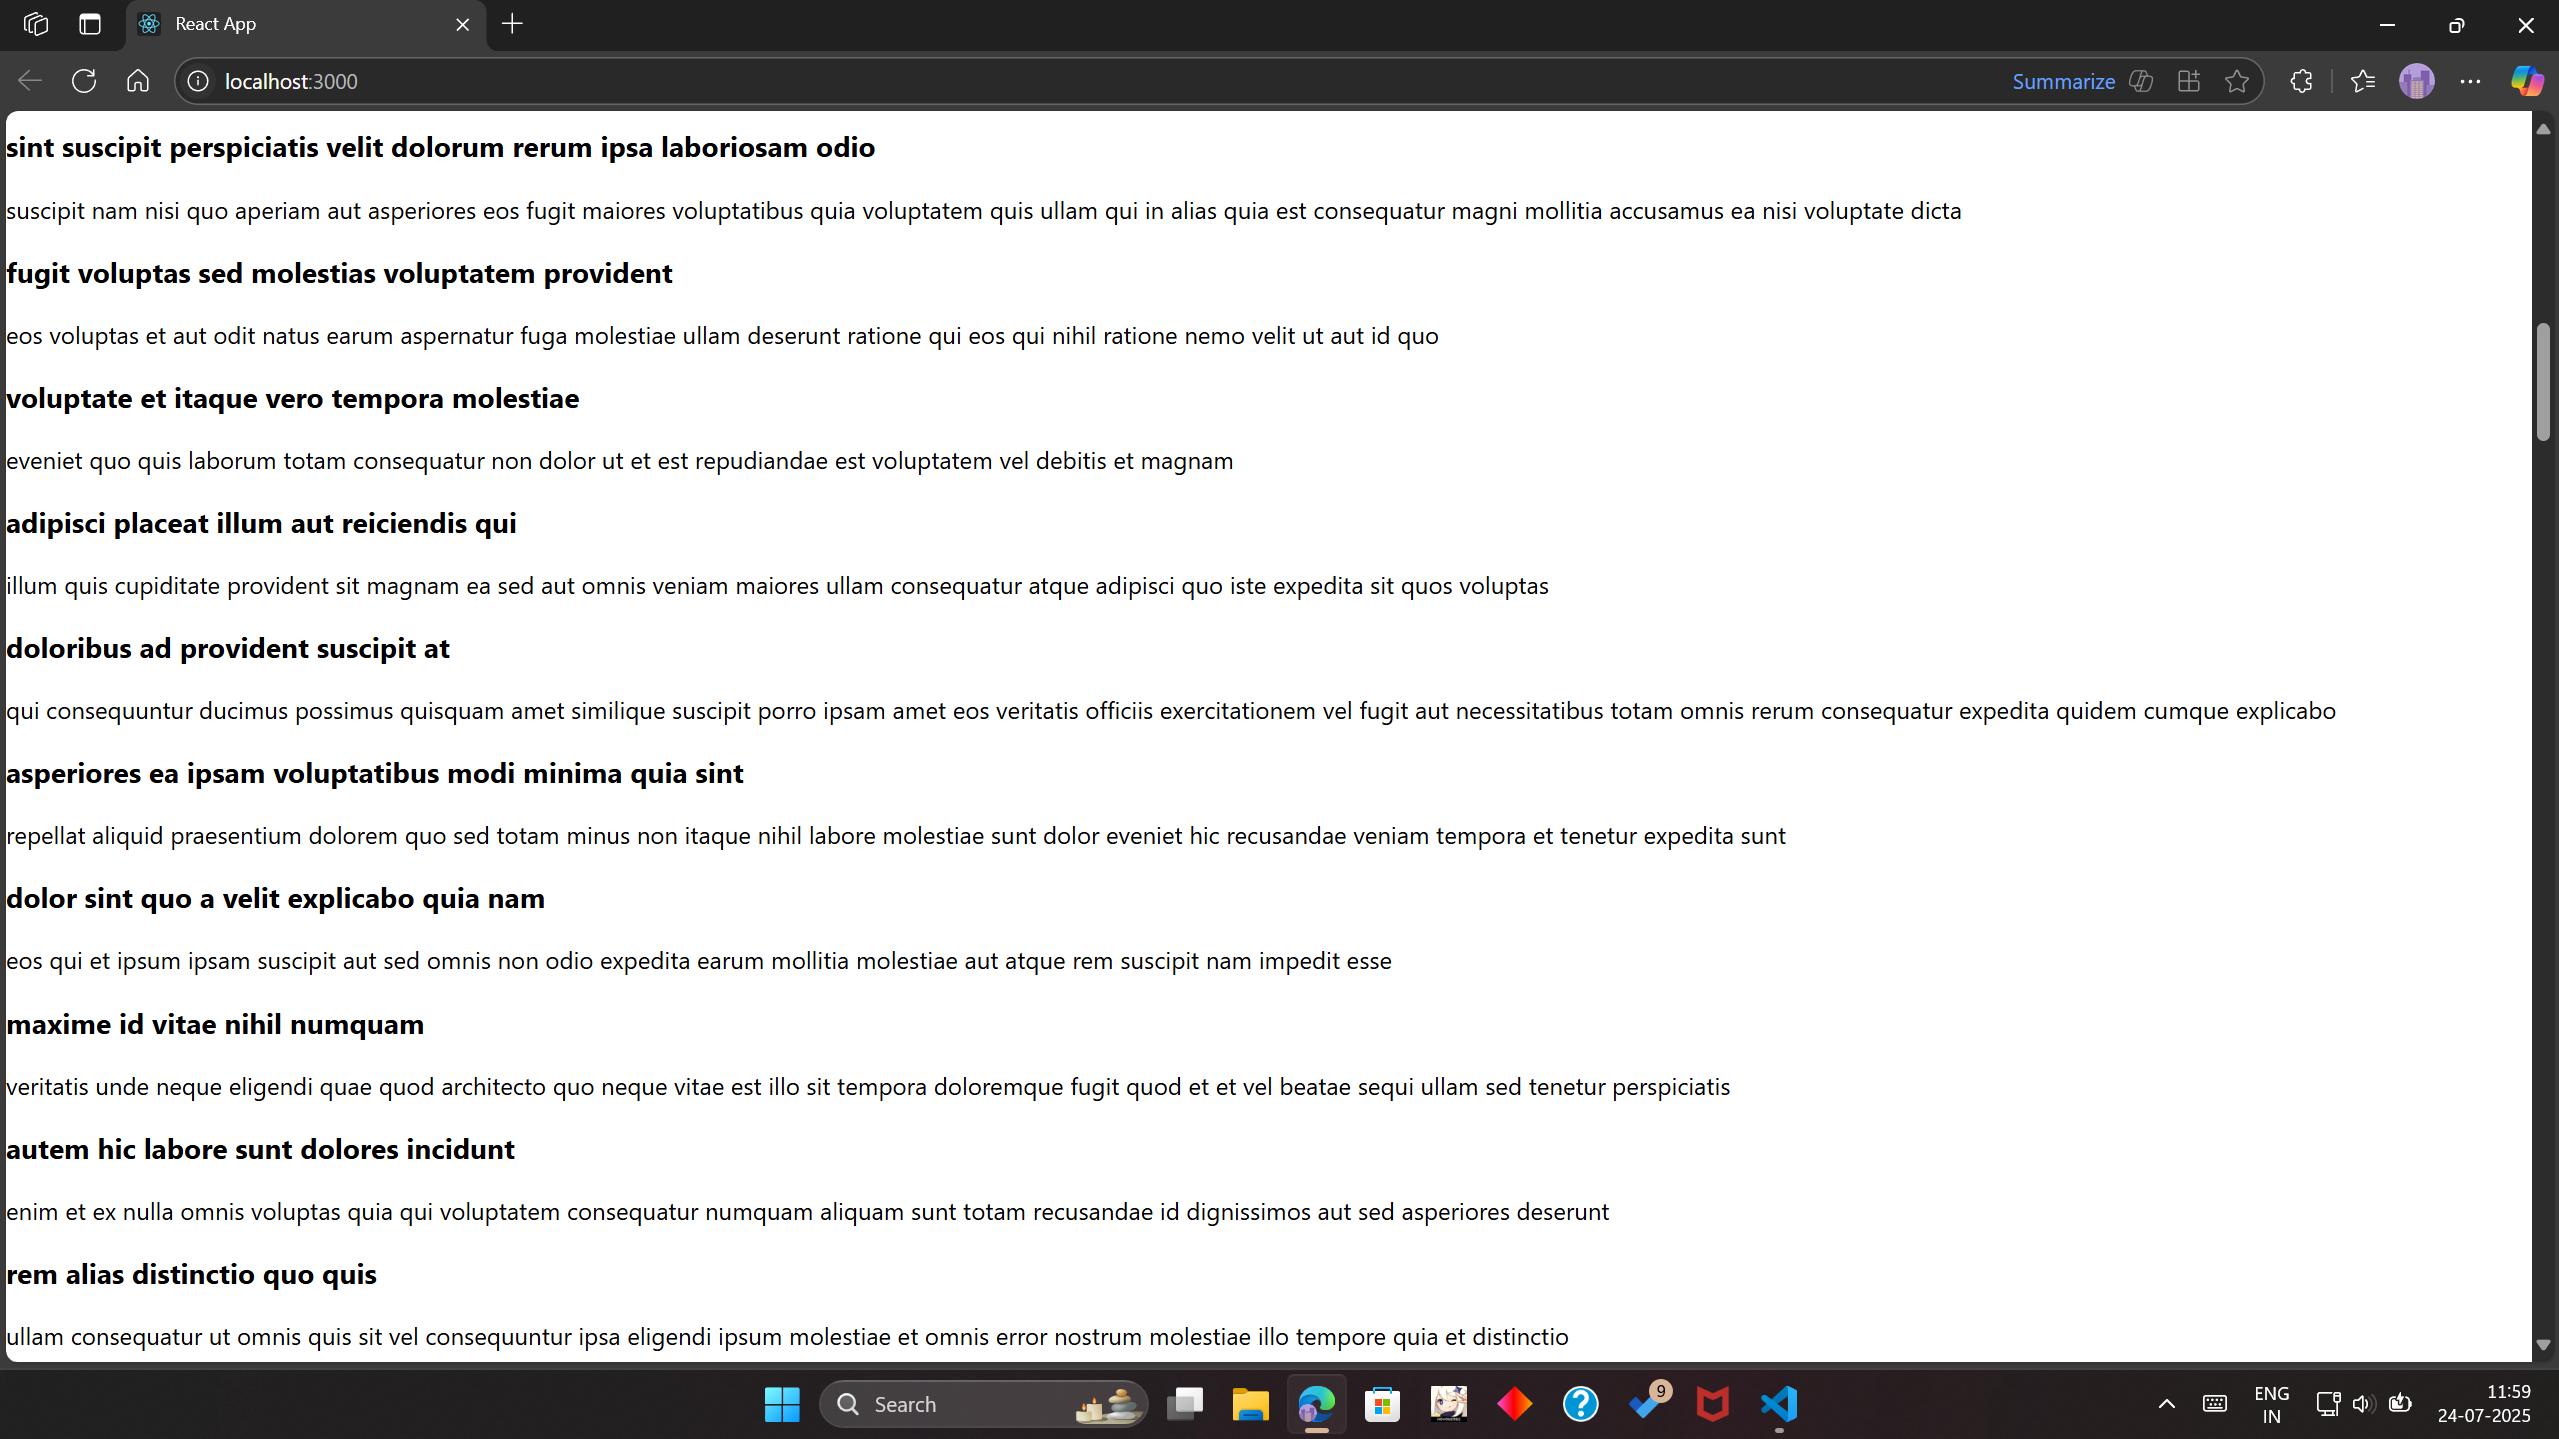 React App
localhost:3000
Summarize
sint suscipit perspiciatis velit dolorum rerum ipsa laboriosam odio
suscipit nam nisi quo aperiam aut asperiores eos fugit maiores voluptatibus quia voluptatem quis ullam qui in alias quia est consequatur magni mollitia accusamus ea nisi voluptate dicta
fugit voluptas sed molestias voluptatem provident
eos voluptas et aut odit natus earum aspernatur fuga molestiae ullam deserunt ratione qui eos qui nihil ratione nemo velit ut aut id quo
voluptate et itaque vero tempora molestiae
eveniet quo quis laborum totam consequatur non dolor ut et est repudiandae est voluptatem vel debitis et magnam
adipisci placeat illum aut reiciendis qui
illum quis cupiditate provident sit magnam ea sed aut omnis veniam maiores ullam consequatur atque adipisci quo iste expedita sit quos voluptas
doloribus ad provident suscipit at
qui consequuntur ducimus possimus quisquam amet similique suscipit porro ipsam amet eos veritatis officiis exercitationem vel fugit aut necessitatibus totam omnis rerum consequatur expedita quidem cumque explicabo
asperiores ea ipsam voluptatibus modi minima quia sint
repellat aliquid praesentium dolorem quo sed totam minus non itaque nihil labore molestiae sunt dolor eveniet hic recusandae veniam tempora et tenetur expedita sunt
dolor sint quo a velit explicabo quia nam
eos qui et ipsum ipsam suscipit aut sed omnis non odio expedita earum mollitia molestiae aut atque rem suscipit nam impedit esse
maxime id vitae nihil numquam
veritatis unde neque eligendi quae quod architecto quo neque vitae est illo sit tempora doloremque fugit quod et et vel beatae sequi ullam sed tenetur perspiciatis
autem hic labore sunt dolores incidunt
enim et ex nulla omnis voluptas quia qui voluptatem consequatur numquam aliquam sunt totam recusandae id dignissimos aut sed asperiores deserunt
rem alias distinctio quo quis
ullam consequatur ut omnis quis sit vel consequuntur ipsa eligendi ipsum molestiae et omnis error nostrum molestiae illo tempore quia et distinctio
Search
9
ENG
IN
11:59
24-07-2025